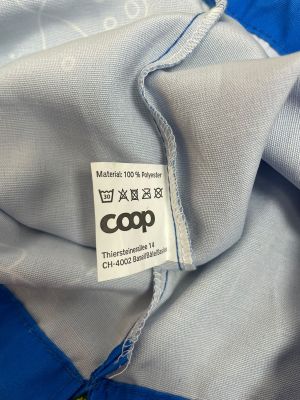 Material: 100 % Polyester
30
coop
Thiersteinerallee 14
CH-4002 Basel/Bâle/Basilea